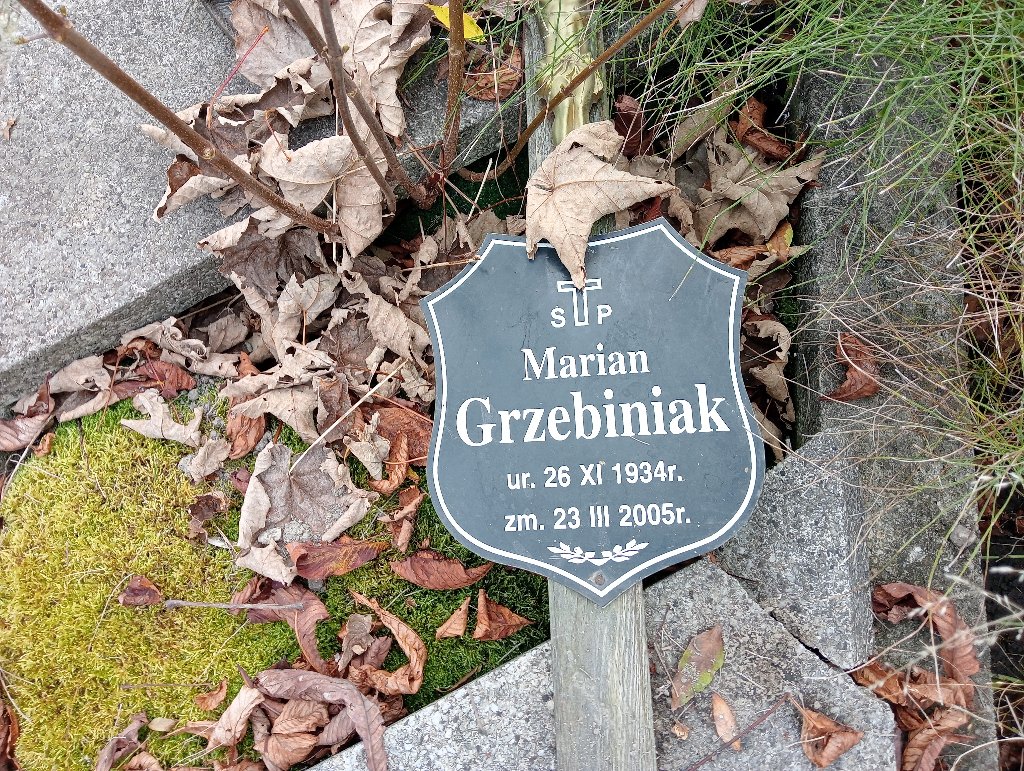 S P
Marian
Grzebiniak
ur. 26 XI 1934r.
zm. 23 III 2005r.